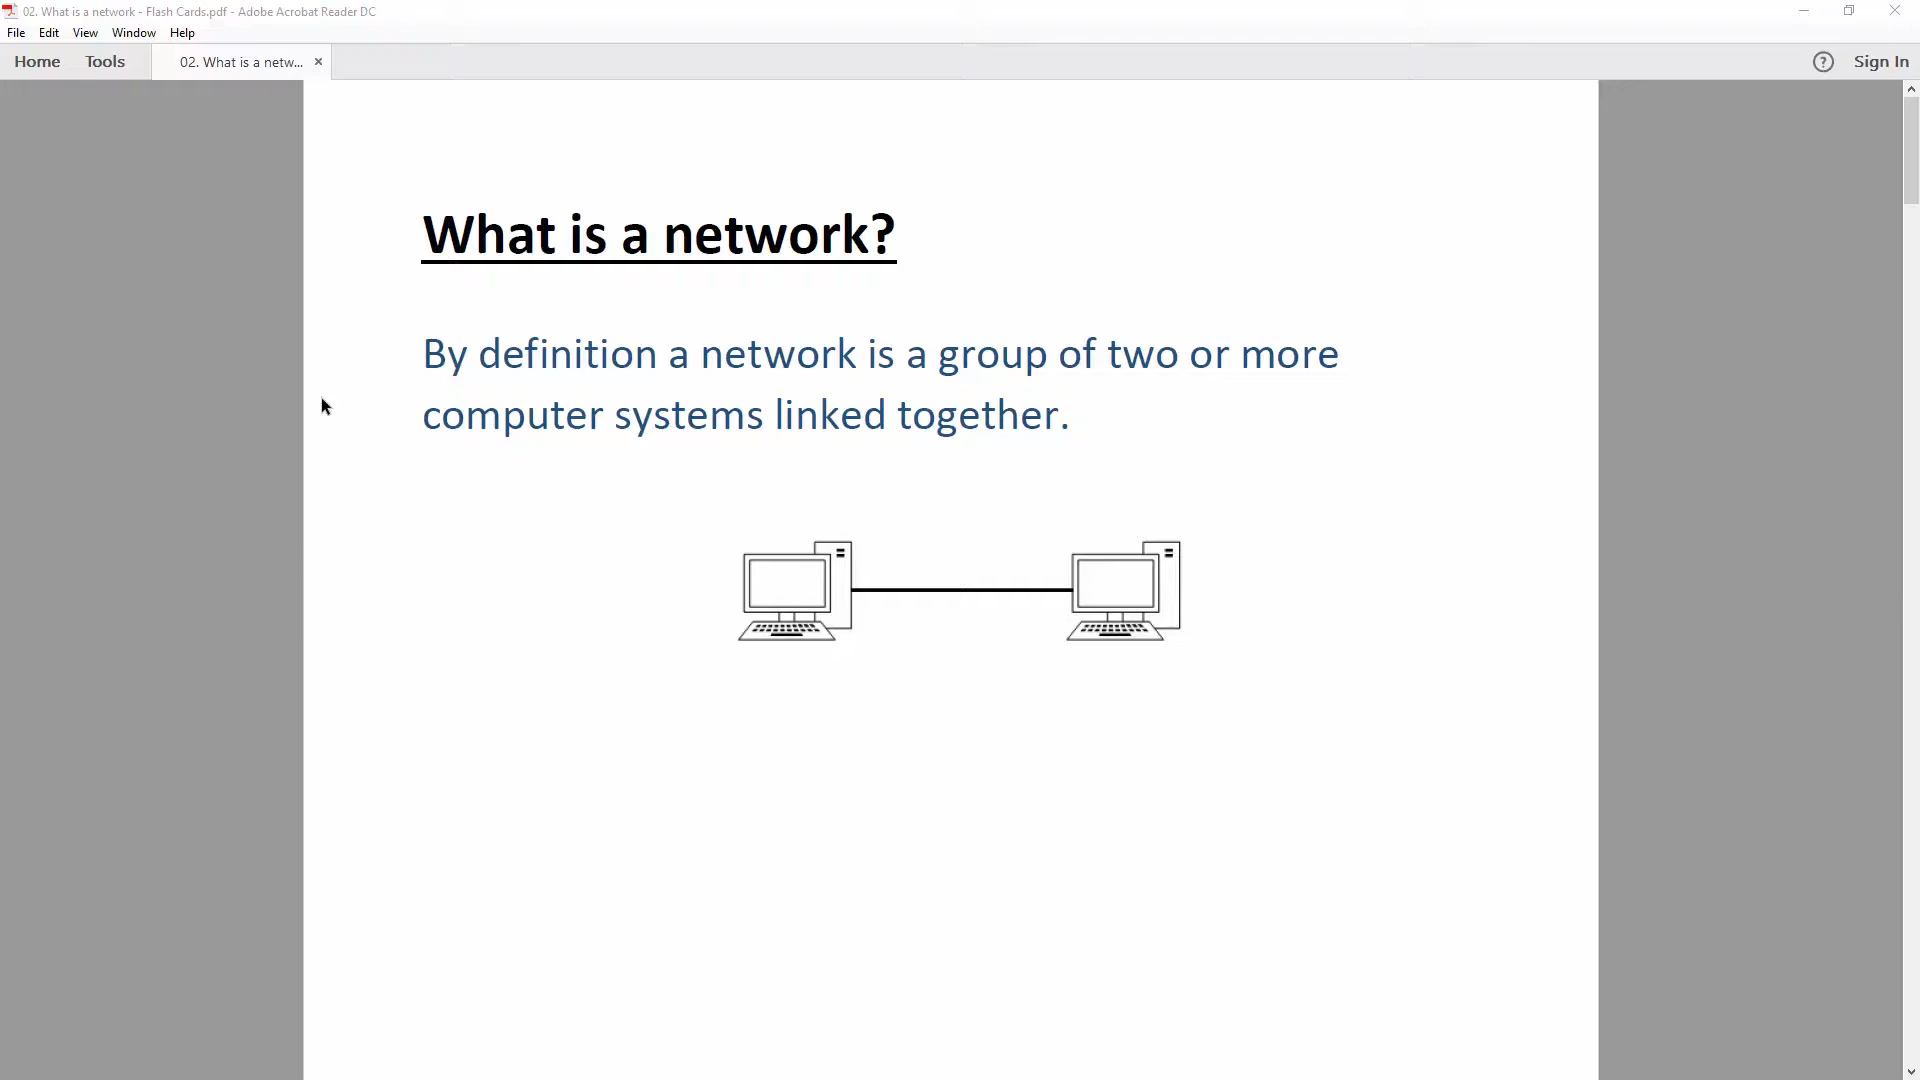 02. What is a network - Flash Cards.pdf - Adobe Acrobat Reader DC
File Edit View Window Help
Home Tools 02. What is a netw... × ? Sign In
What is a network?
By definition a network is a group of two or more
computer systems linked together.